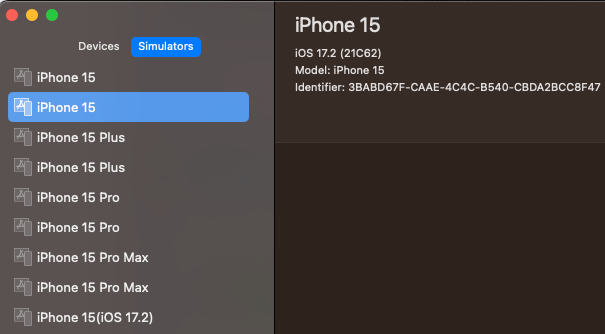 Devices Simulators
iPhone 15
iPhone 15
iPhone 15 Plus
iPhone 15 Plus
iPhone 15 Pro
iPhone 15 Pro
iPhone 15 Pro Max
iPhone 15 Pro Max
iPhone 15(iOS 17.2)
iPhone 15
iOS 17.2 (21C62)
Model: iPhone 15
Identifier: 3BABD67F-CAAE-4C4C-B540-CBDA2BCC8F47